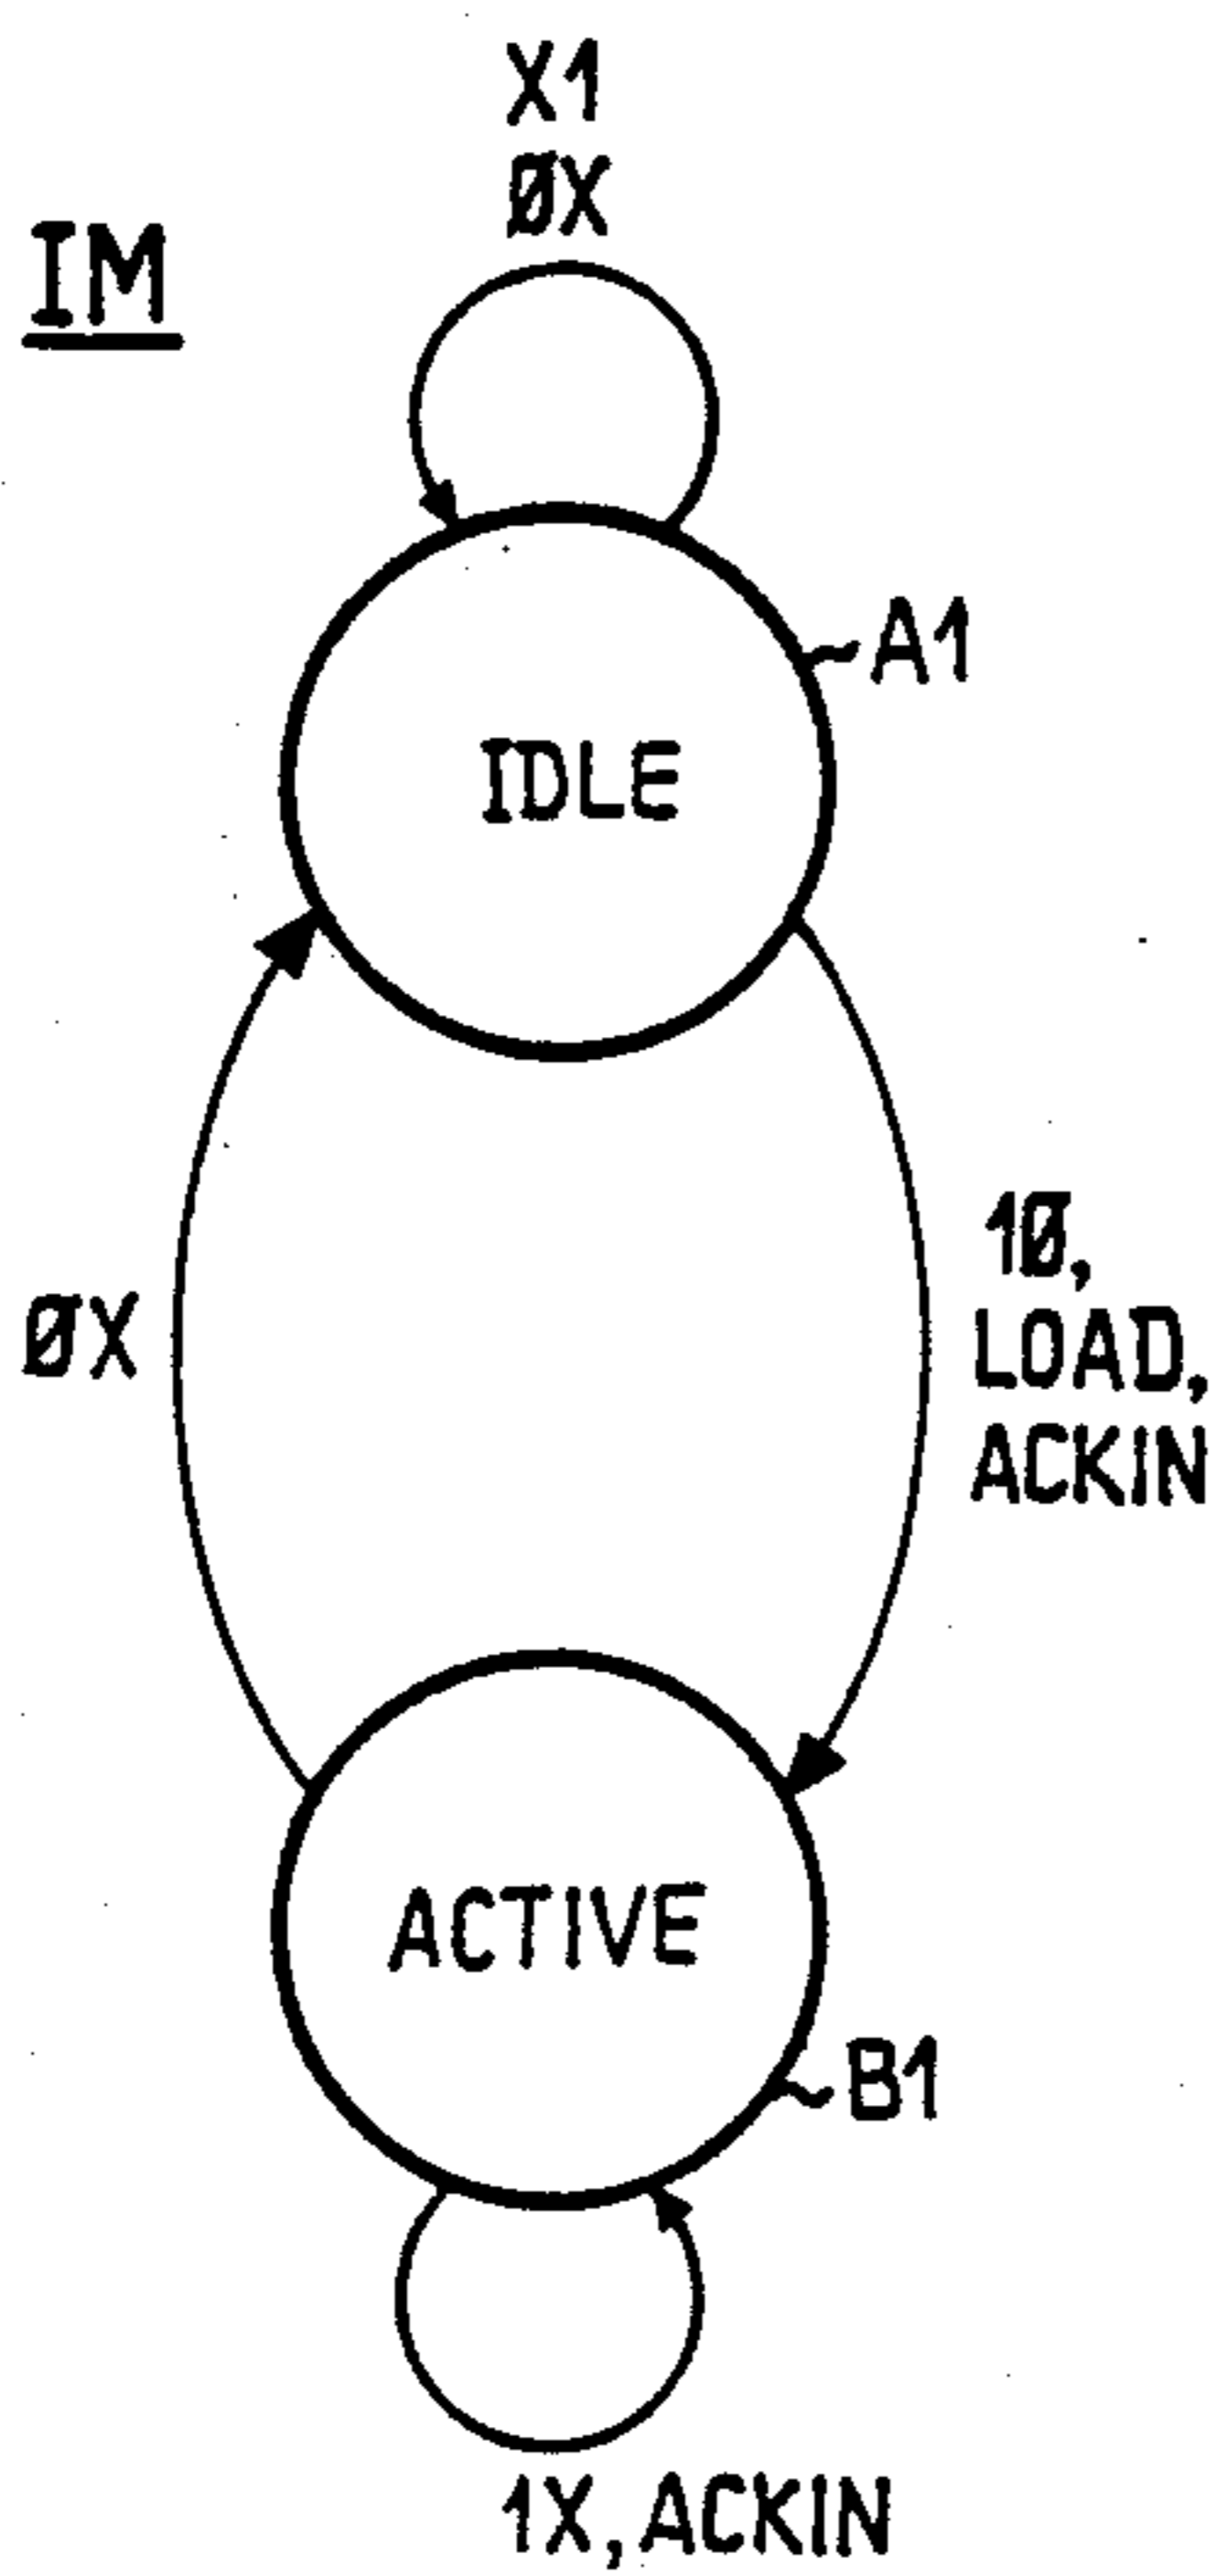 X1
ØX
IM
A1
IDLE
1Ø,
LOAD,
ACKIN
ØX
ACTIVE
B1
1X, ACKIN